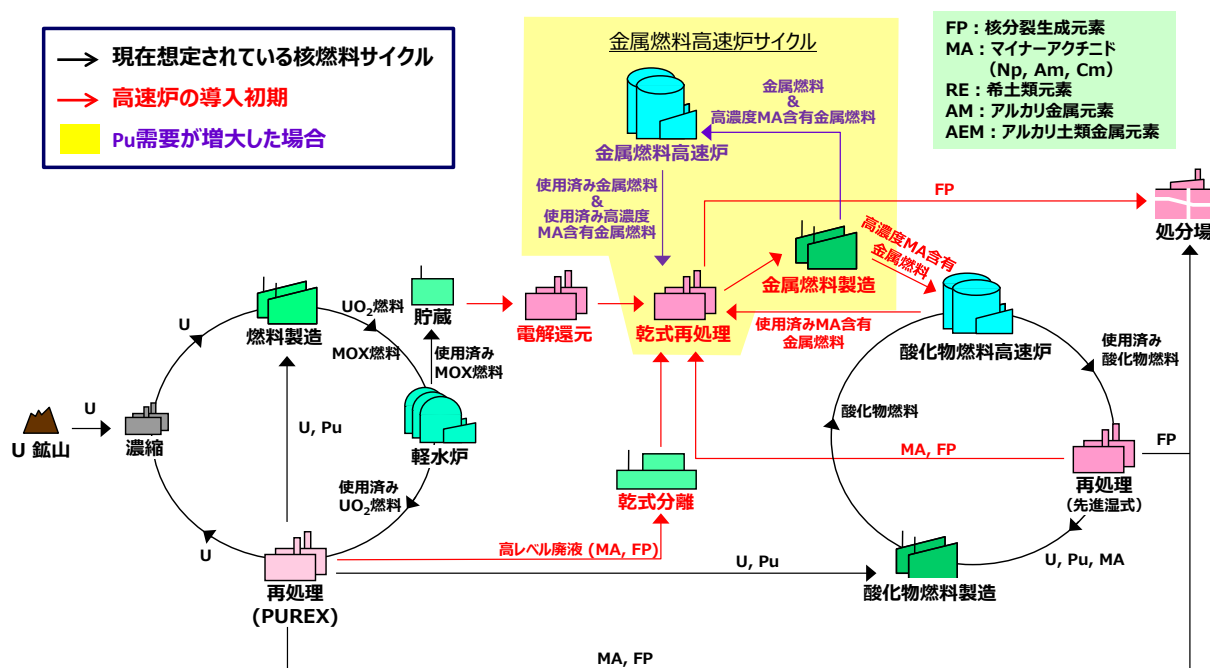 現在想定されている核燃料サイクル
高速炉の導入初期
Pu需要が増大した場合
金属燃料高速炉サイクル
FP：核分裂生成元素
MA：マイナーアクチニド
（Np, Am, Cm）
RE：希土類元素
AM：アルカリ金属元素
AEM：アルカリ土類金属元素
金属燃料
&
高濃度MA含有金属燃料
金属燃料高速炉
使用済み金属燃料
&
使用済み高濃度
MA含有金属燃料
FP
処分場
高濃度MA含有
金属燃料
金属燃料製造
UO2燃料
貯蔵
電解還元
乾式再処理
使用済みMA含有
金属燃料
U
燃料製造
MOX燃料
使用済み
MOX燃料
酸化物燃料高速炉
使用済み
酸化物燃料
U 鉱山
U
濃縮
U, Pu
軽水炉
酸化物燃料
MA, FP
再処理
（先進湿式）
FP
使用済み
UO2燃料
乾式分離
U
高レベル廃液 (MA, FP)
再処理
(PUREX)
U, Pu
酸化物燃料製造
U, Pu, MA
MA, FP